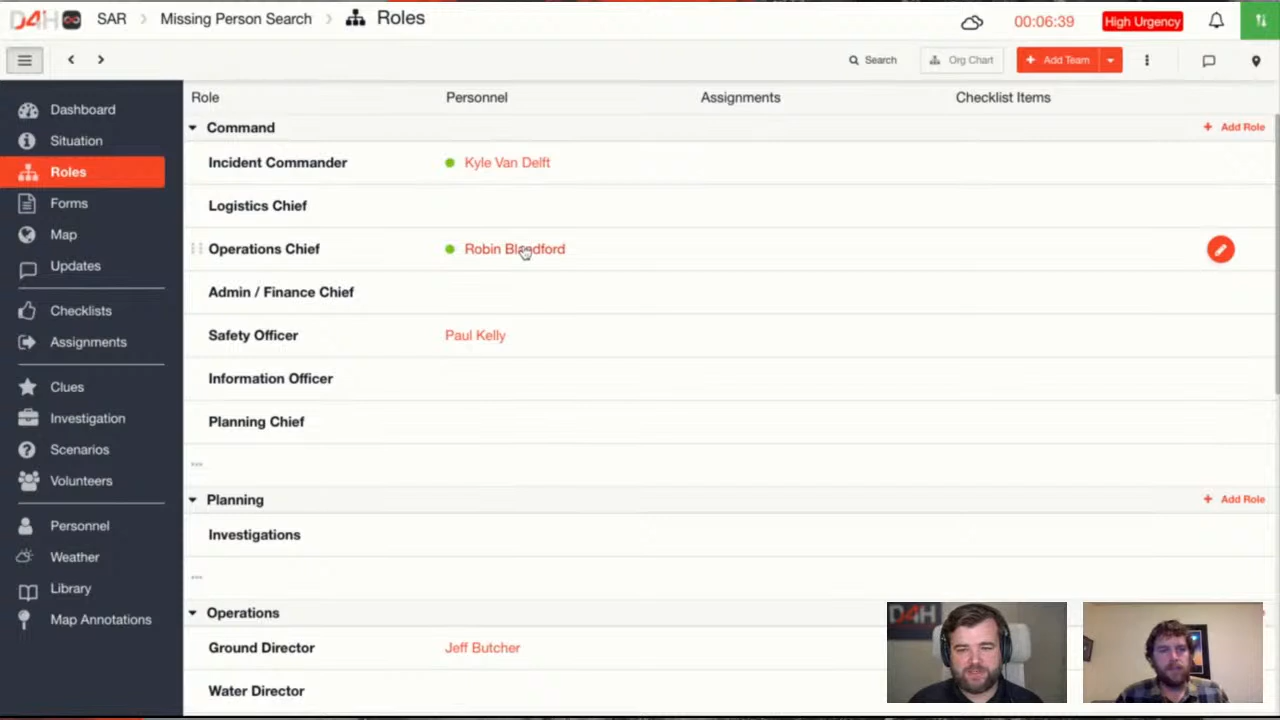 D4H SAR Missing Person Search Roles 00:06:39 High Urgency
Search Org Chart + Add Team
Dashboard
Situation
Roles
Forms
Map
Updates
Checklists
Assignments
Clues
Investigation
Scenarios
Volunteers
Personnel
Weather
Library
Map Annotations
Role Personnel Assignments Checklist Items
Command + Add Role
Incident Commander Kyle Van Delft
Logistics Chief
Operations Chief Robin Blandford
Admin / Finance Chief
Safety Officer Paul Kelly
Information Officer
Planning Chief
---
Planning + Add Role
Investigations
---
Operations
Ground Director Jeff Butcher
Water Director
D4H